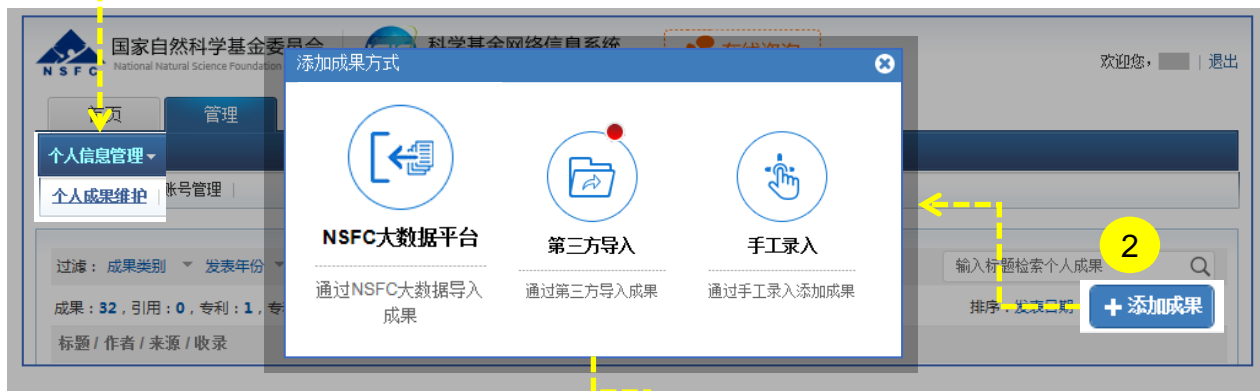 国家自然科学基金委员会
National Natural Science Foundation
NSFC
科学基金网络信息系统
在线咨询
欢迎您， | 退出
首页
管理
添加成果方式
个人信息管理
个人成果维护 | 账号管理 |
NSFC大数据平台
通过NSFC大数据导入
成果
第三方导入
通过第三方导入成果
手工录入
通过手工录入添加成果
2
过滤： 成果类别 发表年份
输入标题检索个人成果
成果：32，引用：0，专利：1，专
排序：发表日期
+ 添加成果
标题 / 作者 / 来源 / 收录